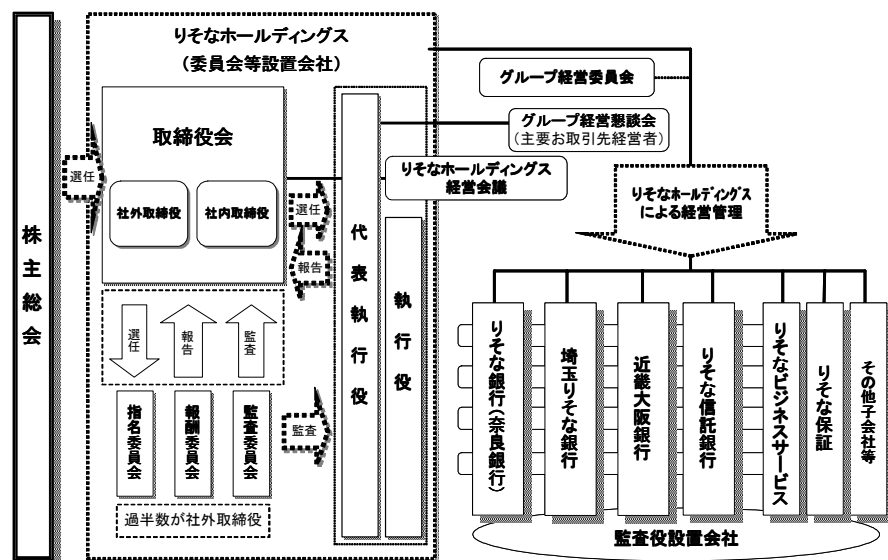 株主総会
選任
りそなホールディングス
(委員会等設置会社)
取締役会
社外取締役
社内取締役
選任
報告
選任
報告
監査
指名委員会
報酬委員会
監査委員会
過半数が社外取締役
監査
代表執行役
執行役
グループ経営委員会
グループ経営懇談会
(主要お取引先経営者)
りそなホールディングス
経営会議
りそなホールディングス
による経営管理
りそな銀行(奈良銀行)
埼玉りそな銀行
近畿大阪銀行
りそな信託銀行
りそなビジネスサービス
りそな保証
その他子会社等
監査役設置会社